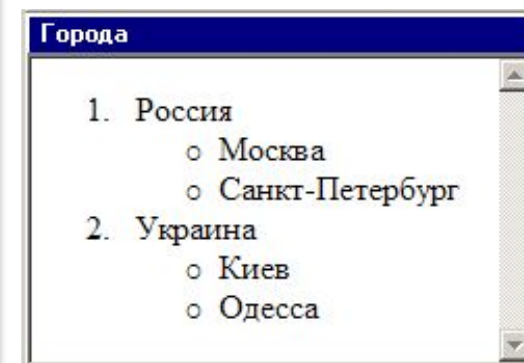 Города
1. Россия
o Москва
o Санкт-Петербург
2. Украина
o Киев
o Одесса